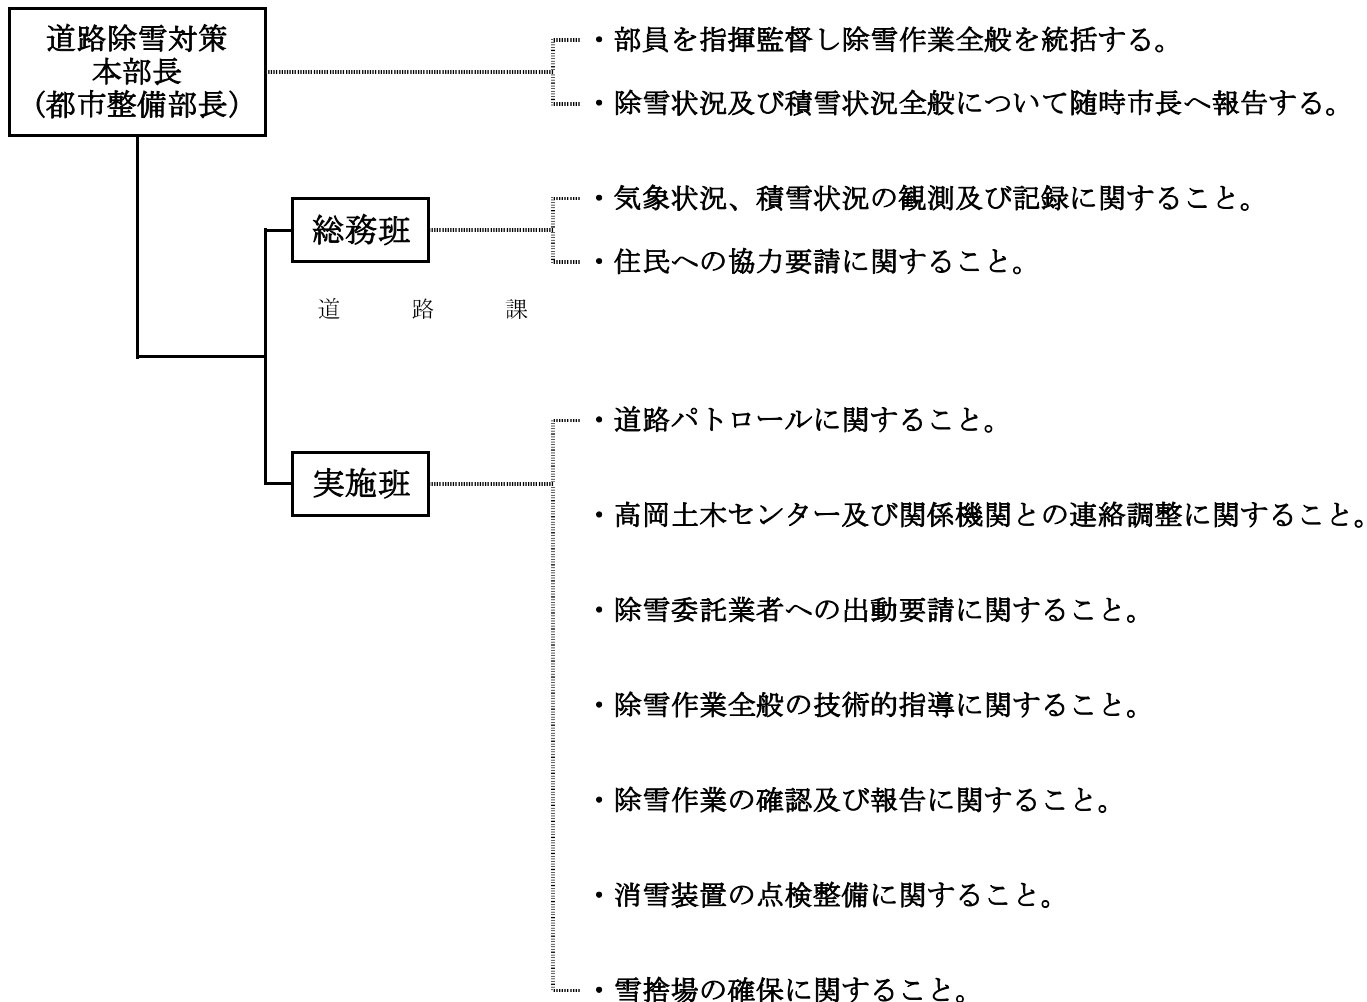 道路除雪対策
本部長
（都市整備部長）
・部員を指揮監督し除雪作業全般を統括する。
・除雪状況及び積雪状況全般について随時市長へ報告する。
総務班
・気象状況、積雪状況の観測及び記録に関すること。
・住民への協力要請に関すること。
道　路　課
実施班
・道路パトロールに関すること。
・高岡土木センター及び関係機関との連絡調整に関すること。
・除雪委託業者への出動要請に関すること。
・除雪作業全般の技術的指導に関すること。
・除雪作業の確認及び報告に関すること。
・消雪装置の点検整備に関すること。
・雪捨場の確保に関すること。